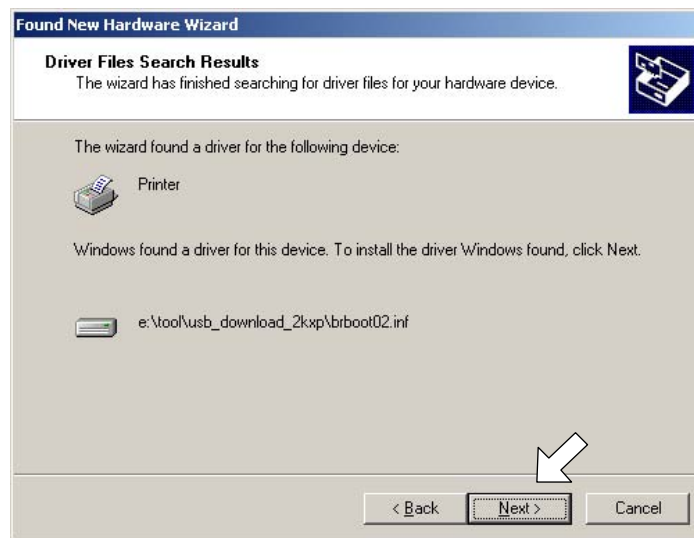 Found New Hardware Wizard
Driver Files Search Results
The wizard has finished searching for driver files for your hardware device.
The wizard found a driver for the following device:
Printer
Windows found a driver for this device. To install the driver Windows found, click Next.
e:\tool\usb_download_2kxp\brboot02.inf
< Back Next > Cancel